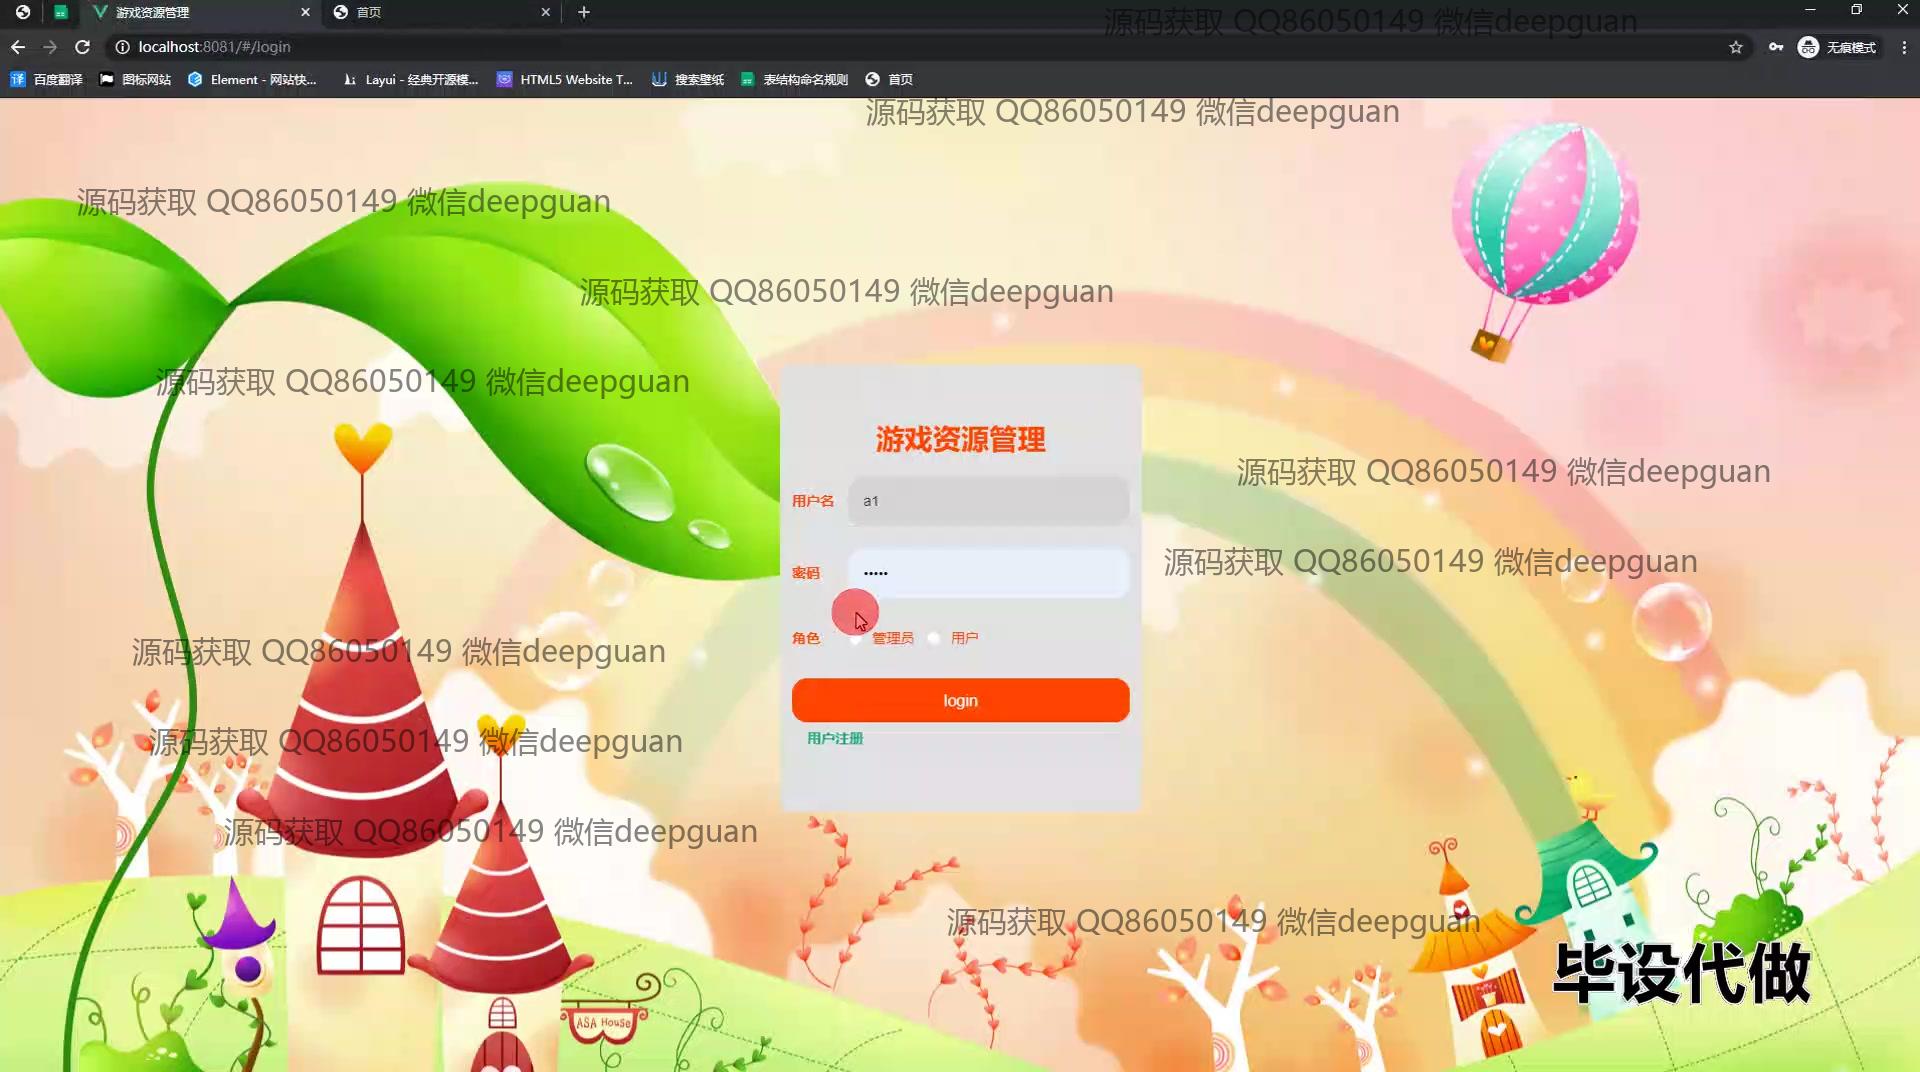 游戏资源管理
首页
源码获取 QQ86050149 微信deepguan
localhost:8081/#/login
无痕模式
百度翻译
图标网站
Element - 网站快...
Layui - 经典开源模...
HTML5 Website T...
搜索壁纸
表结构命名规则
首页
源码获取 QQ86050149 微信deepguan
源码获取 QQ86050149 微信deepguan
源码获取 QQ86050149 微信deepguan
源码获取 QQ86050149 微信deepguan
游戏资源管理
源码获取 QQ86050149 微信deepguan
用户名 a1
源码获取 QQ86050149 微信deepguan
密码 •••••
角色 管理员 用户
源码获取 QQ86050149 微信deepguan
login
用户注册
源码获取 QQ86050149 微信deepguan
源码获取 QQ86050149 微信deepguan
源码获取 QQ86050149 微信deepguan
毕设代做
ASA House